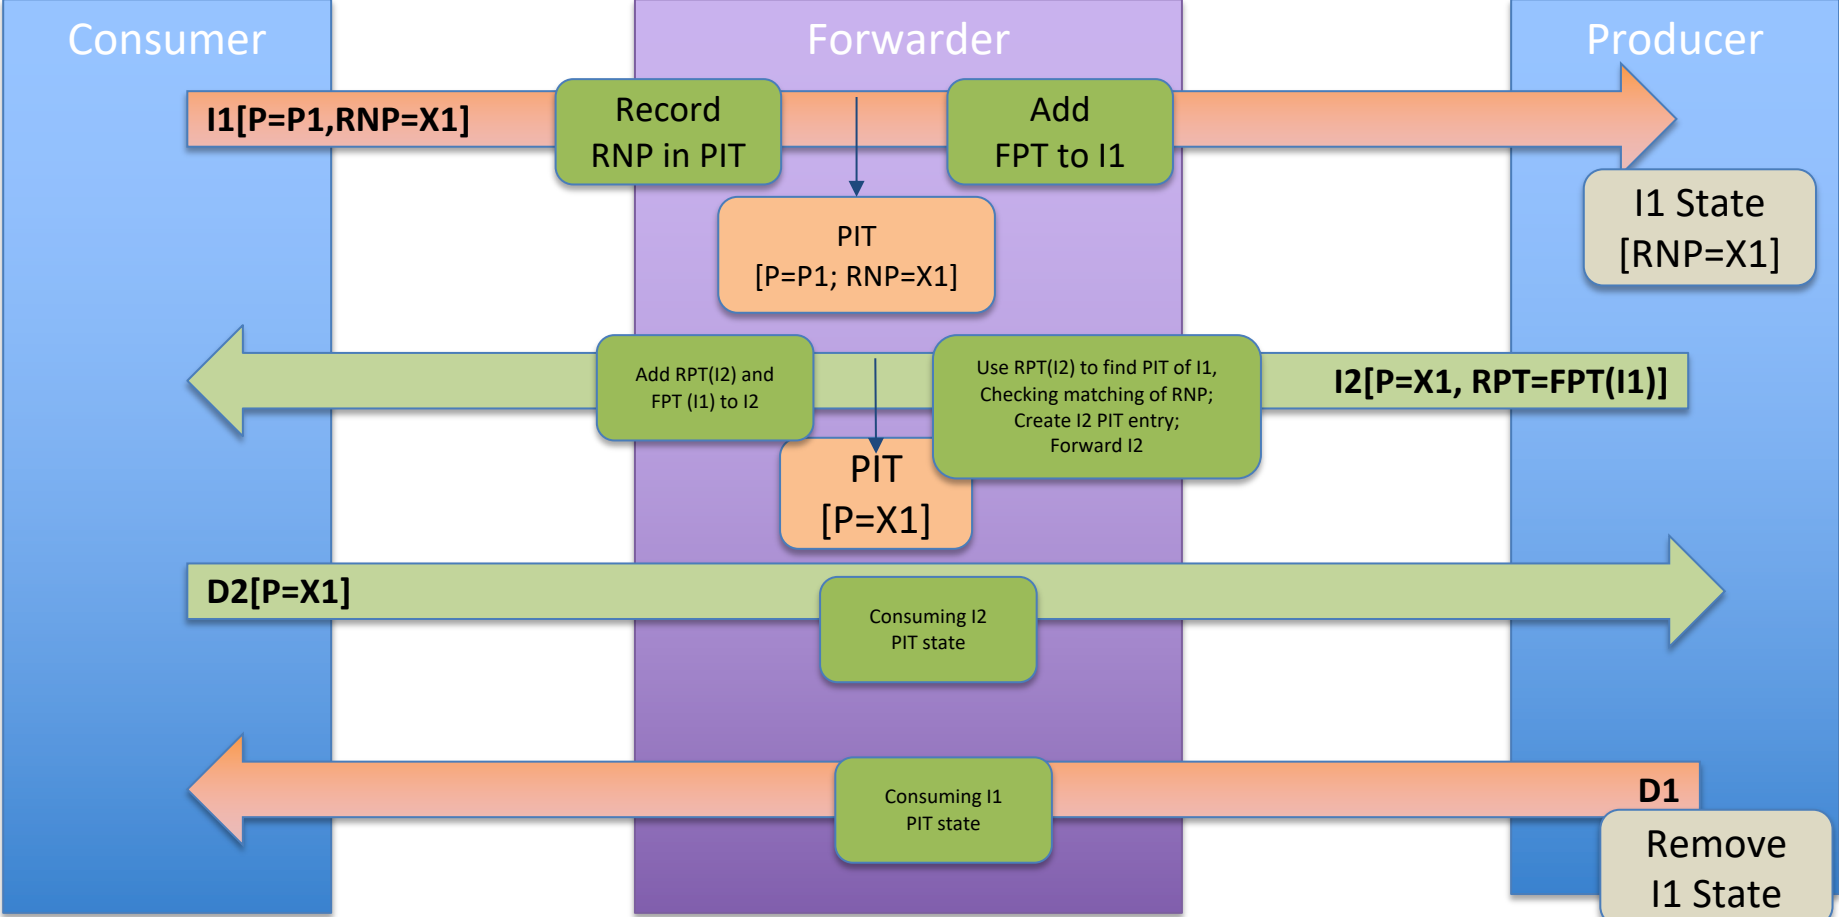 Consumer
Forwarder
Producer
I1[P=P1,RNP=X1]
Record
RNP in PIT
Add
FPT to I1
PIT
[P=P1; RNP=X1]
I1 State
[RNP=X1]
Add RPT(I2) and
FPT (I1) to I2
Use RPT(I2) to find PIT of I1,
Checking matching of RNP;
Create I2 PIT entry;
Forward I2
I2[P=X1, RPT=FPT(I1)]
PIT
[P=X1]
D2[P=X1]
Consuming I2
PIT state
Consuming I1
PIT state
D1
Remove
I1 State